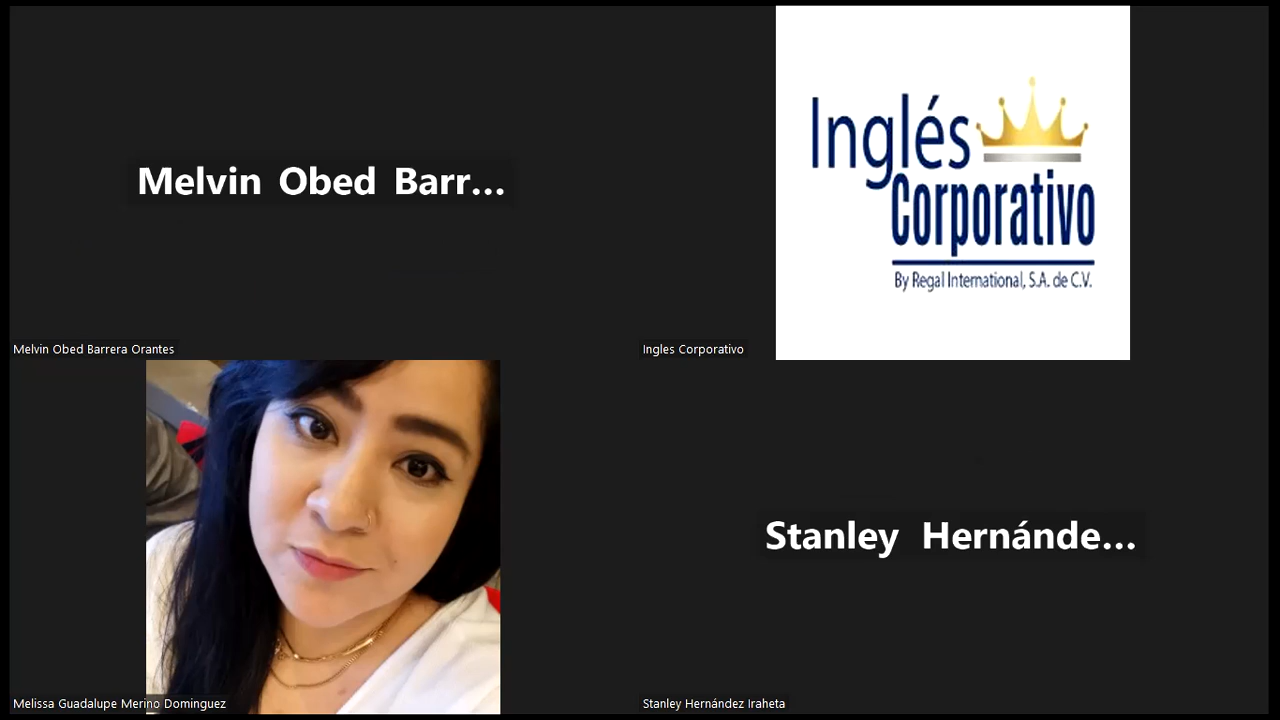 Melvin Obed Barr...
Inglés
Corporativo
By Regal International, S.A. de C.V.
Melvin Obed Barrera Orantes
Ingles Corporativo
Stanley Hernánde...
Melissa Guadalupe Merino Dominguez
Stanley Hernández Iraheta